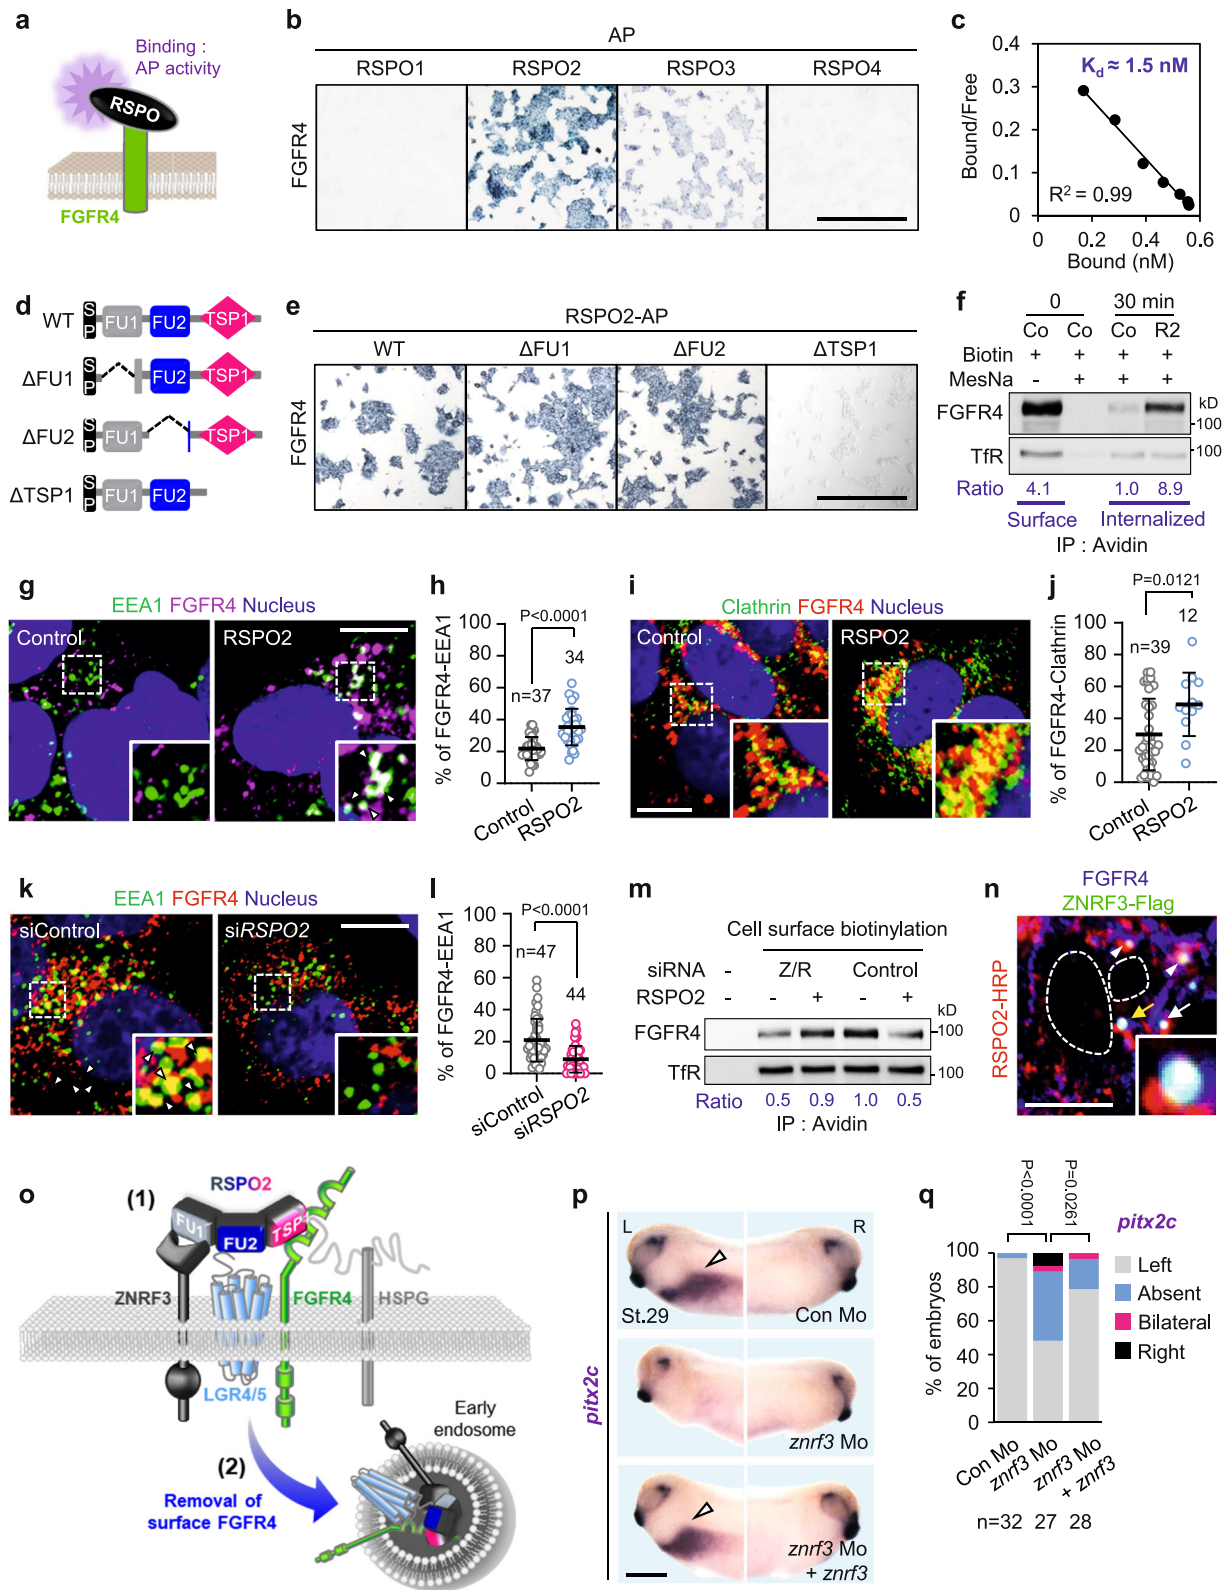 a
Binding :
AP activity
RSPO
FGFR4
b
AP
RSPO1 RSPO2 RSPO3 RSPO4
FGFR4
c
Bound/Free
0.4
0.3
0.2
0.1
0
Kd ≈ 1.5 nM
R² = 0.99
0 0.2 0.4 0.6
Bound (nM)
d
WT SP FU1 FU2 TSP1
ΔFU1 SP FU2 TSP1
ΔFU2 SP FU1 TSP1
ΔTSP1 SP FU1 FU2
e
RSPO2-AP
WT ΔFU1 ΔFU2 ΔTSP1
FGFR4
f
0 30 min
Co Co Co R2
Biotin + + + +
MesNa - + + +
kD
FGFR4
100
TfR
100
Ratio 4.1 1.0 8.9
Surface Internalized
IP : Avidin
g
EEA1 FGFR4 Nucleus
Control RSPO2
h
% of FGFR4-EEA1
100
80
60
40
20
0
P<0.0001
n=37
34
Control RSPO2
i
Clathrin FGFR4 Nucleus
Control RSPO2
j
% of FGFR4-Clathrin
100
80
60
40
20
0
P=0.0121
n=39
12
Control RSPO2
k
EEA1 FGFR4 Nucleus
siControl siRSPO2
l
% of FGFR4-EEA1
100
80
60
40
20
0
P<0.0001
n=47
44
siControl siRSPO2
m
Cell surface biotinylation
siRNA - Z/R Control
RSPO2 - - + - +
kD
FGFR4
100
TfR
100
Ratio 0.5 0.9 1.0 0.5
IP : Avidin
n
FGFR4
ZNRF3-Flag
RSPO2-HRP
o
(1)
RSPO2
FU1 FU2 TSP1
ZNRF3
FGFR4
HSPG
LGR4/5
Early
endosome
(2)
Removal of
surface FGFR4
p
pitx2c
L R
St.29
Con Mo
znrf3 Mo
znrf3 Mo
+ znrf3
q
P<0.0001
P=0.0261
% of embryos
100
80
60
40
20
0
pitx2c
Left
Absent
Bilateral
Right
Con Mo
znrf3 Mo
znrf3 Mo
+ znrf3
n=32 27 28